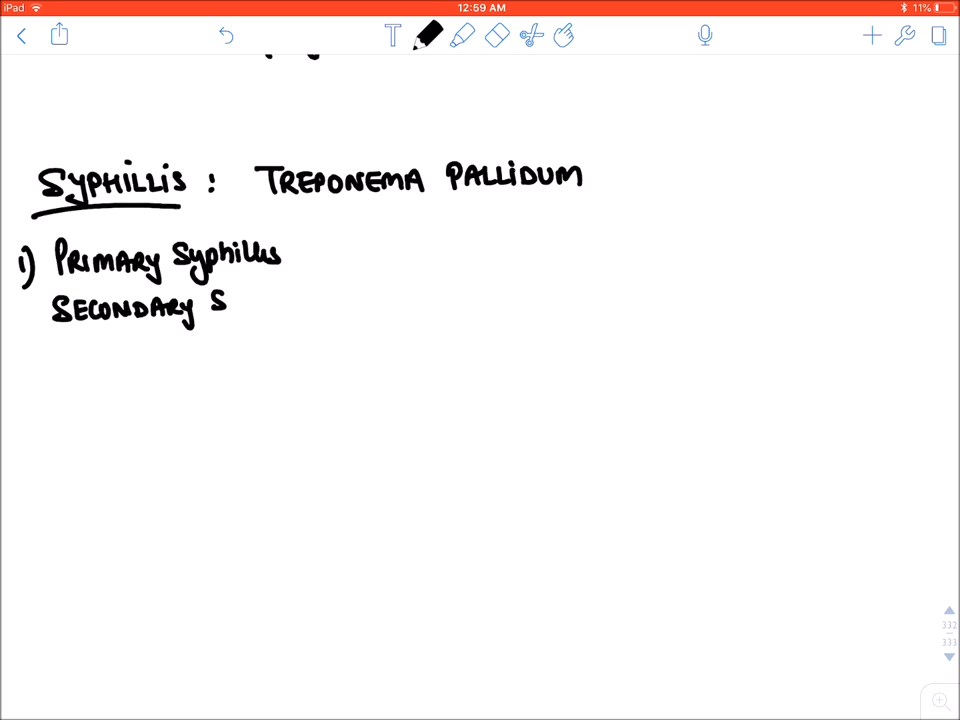 iPad 12:59 AM 11%
T
SYPHILLIS : TREPONEMA PALLIDUM
1) PRIMARY Syphillis
SECONDARY S
332
333